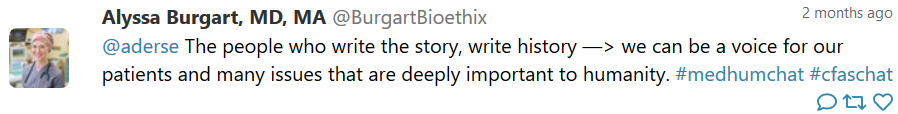 Alyssa Burgart, MD, MA @BurgartBioethix 2 months ago
@aderse The people who write the story, write history —> we can be a voice for our
patients and many issues that are deeply important to humanity. #medhumchat #cfaschat